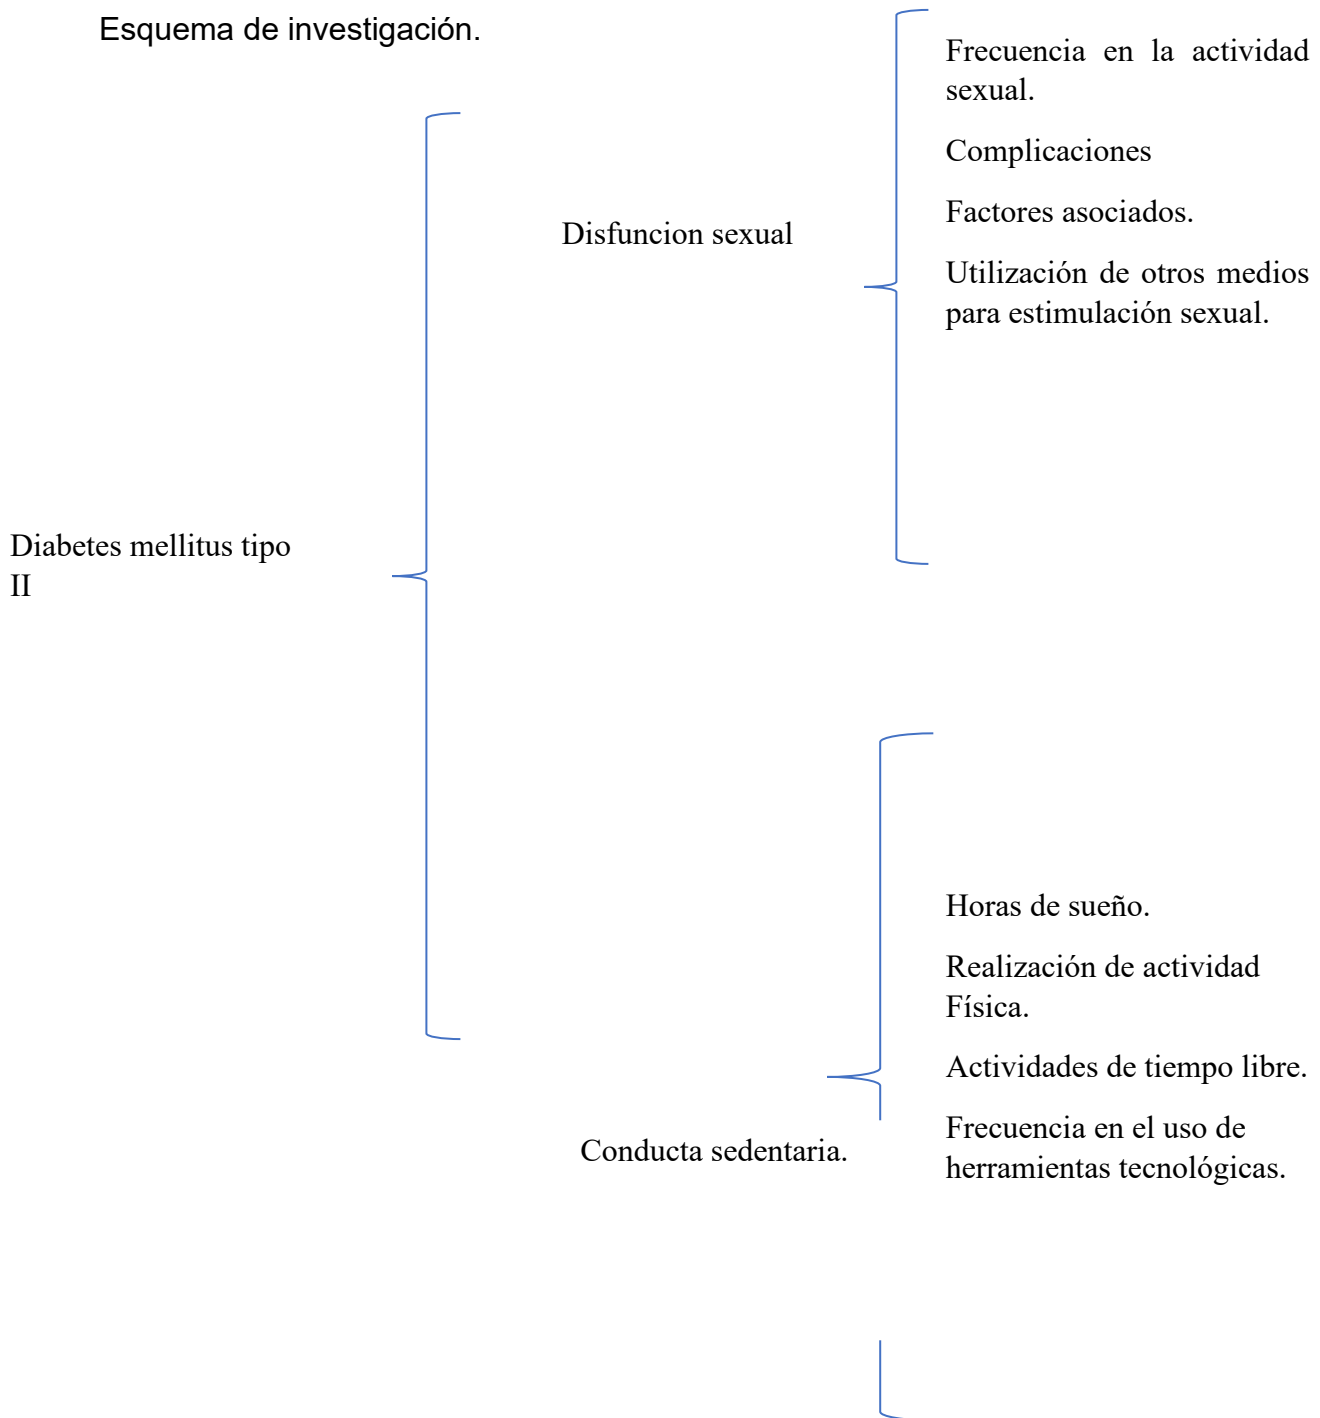 Esquema de investigación.
Frecuencia en la actividad
sexual.
Complicaciones
Factores asociados.
Utilización de otros medios
para estimulación sexual.
Disfuncion sexual
Diabetes mellitus tipo
II
Horas de sueño.
Realización de actividad
Física.
Actividades de tiempo libre.
Frecuencia en el uso de
herramientas tecnológicas.
Conducta sedentaria.